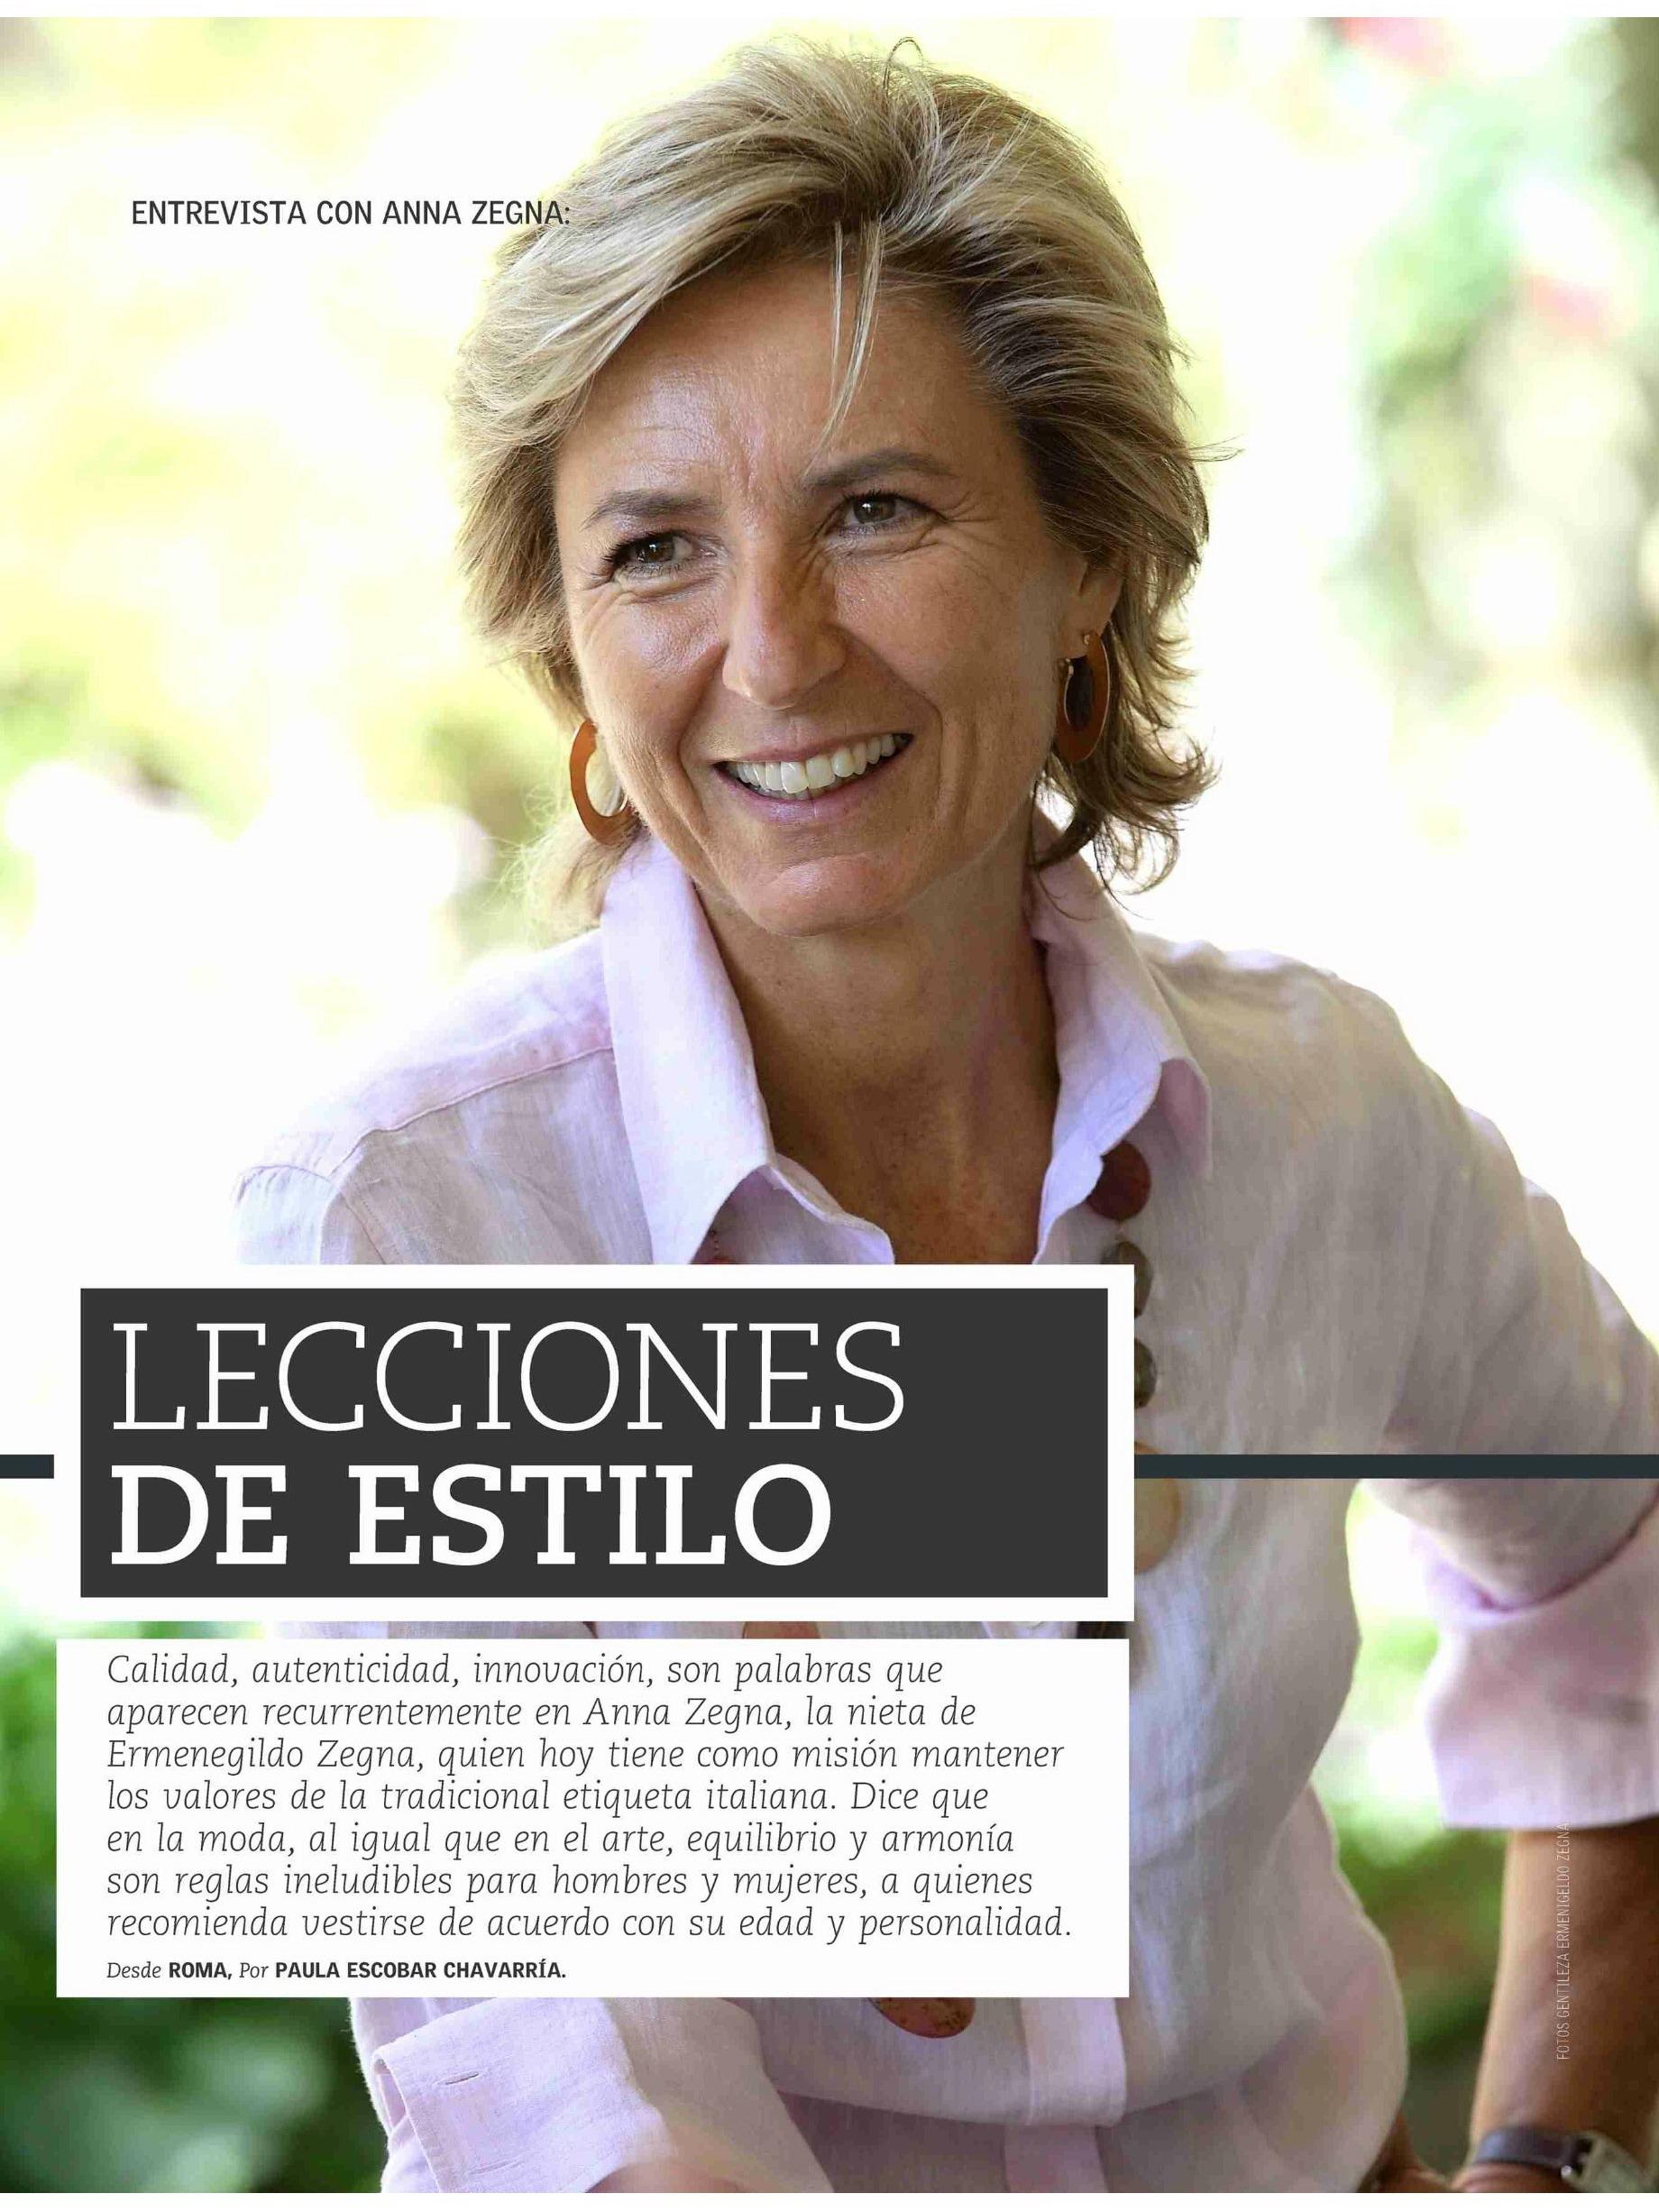 ENTREVISTA CON ANNA ZEGNA:
LECCIONES
DE ESTILO
Calidad, autenticidad, innovación, son palabras que
aparecen recurrentemente en Anna Zegna, la nieta de
Ermenegildo Zegna, quien hoy tiene como misión mantener
los valores de la tradicional etiqueta italiana. Dice que
en la moda, al igual que en el arte, equilibrio y armonía
son reglas ineludibles para hombres y mujeres, a quienes
recomienda vestirse de acuerdo con su edad y personalidad.
Desde ROMA, Por PAULA ESCOBAR CHAVARRÍA.
FOTOS GENTILEZA ERMENIGELDO ZEGNA